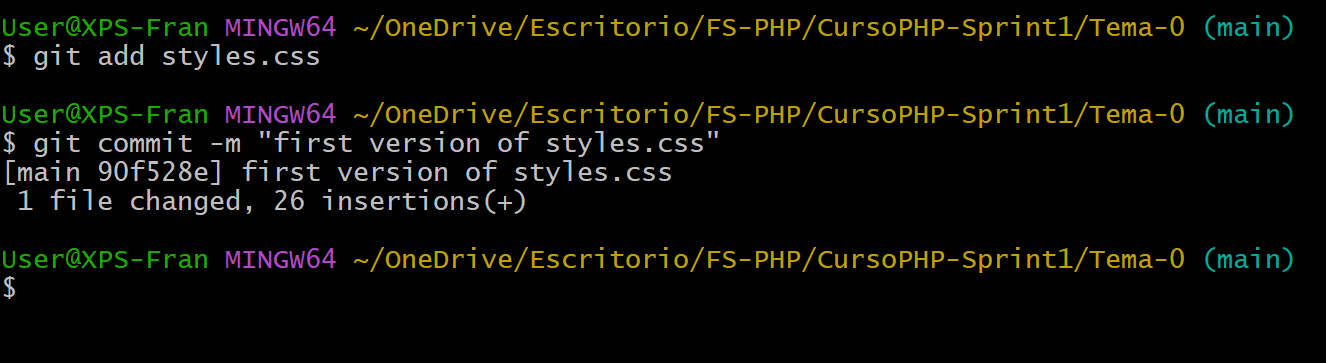 User@XPS-Fran MINGW64 ~/OneDrive/Escritorio/FS-PHP/CursoPHP-Sprint1/Tema-0 (main)
$ git add styles.css
User@XPS-Fran MINGW64 ~/OneDrive/Escritorio/FS-PHP/CursoPHP-Sprint1/Tema-0 (main)
$ git commit -m "first version of styles.css"
[main 90f528e] first version of styles.css
 1 file changed, 26 insertions(+)
User@XPS-Fran MINGW64 ~/OneDrive/Escritorio/FS-PHP/CursoPHP-Sprint1/Tema-0 (main)
$